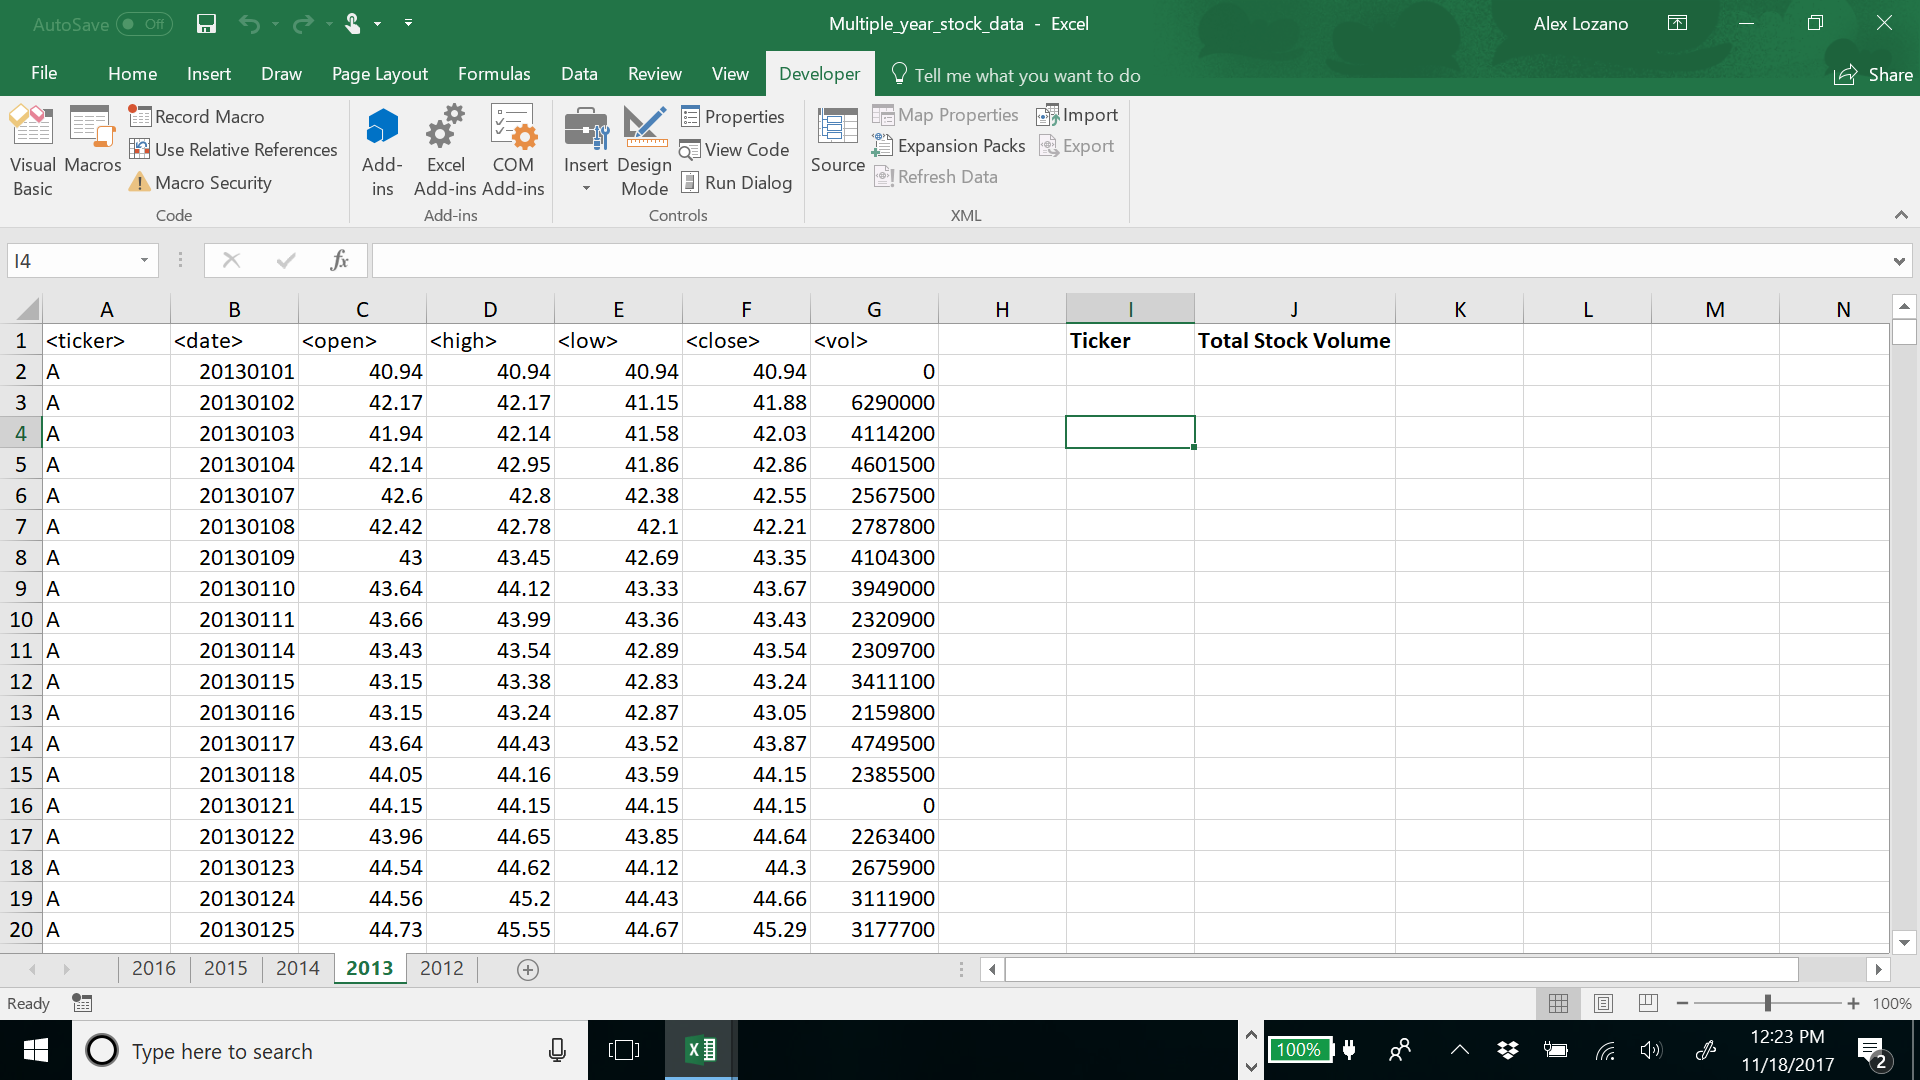 AutoSave Off
Multiple_year_stock_data - Excel
Alex Lozano
File Home Insert Draw Page Layout Formulas Data Review View Developer Tell me what you want to do Share
Visual Basic
Macros
Record Macro
Use Relative References
Macro Security
Code
Add-ins
Excel Add-ins
COM Add-ins
Add-ins
Insert
Design Mode
Properties
View Code
Run Dialog
Controls
Source
Map Properties
Expansion Packs
Refresh Data
Import
Export
XML
I4
fx
A B C D E F G H I J K L M N
1 <ticker> <date> <open> <high> <low> <close> <vol> Ticker Total Stock Volume
2 A 20130101 40.94 40.94 40.94 40.94 0
3 A 20130102 42.17 42.17 41.15 41.88 6290000
4 A 20130103 41.94 42.14 41.58 42.03 4114200
5 A 20130104 42.14 42.95 41.86 42.86 4601500
6 A 20130107 42.6 42.8 42.38 42.55 2567500
7 A 20130108 42.42 42.78 42.1 42.21 2787800
8 A 20130109 43 43.45 42.69 43.35 4104300
9 A 20130110 43.64 44.12 43.33 43.67 3949000
10 A 20130111 43.66 43.99 43.36 43.43 2320900
11 A 20130114 43.43 43.54 42.89 43.54 2309700
12 A 20130115 43.15 43.38 42.83 43.24 3411100
13 A 20130116 43.15 43.24 42.87 43.05 2159800
14 A 20130117 43.64 44.43 43.52 43.87 4749500
15 A 20130118 44.05 44.16 43.59 44.15 2385500
16 A 20130121 44.15 44.15 44.15 44.15 0
17 A 20130122 43.96 44.65 43.85 44.64 2263400
18 A 20130123 44.54 44.62 44.12 44.3 2675900
19 A 20130124 44.56 45.2 44.43 44.66 3111900
20 A 20130125 44.73 45.55 44.67 45.29 3177700
2016 2015 2014 2013 2012
Ready
100%
Type here to search
100%
12:23 PM
11/18/2017
2